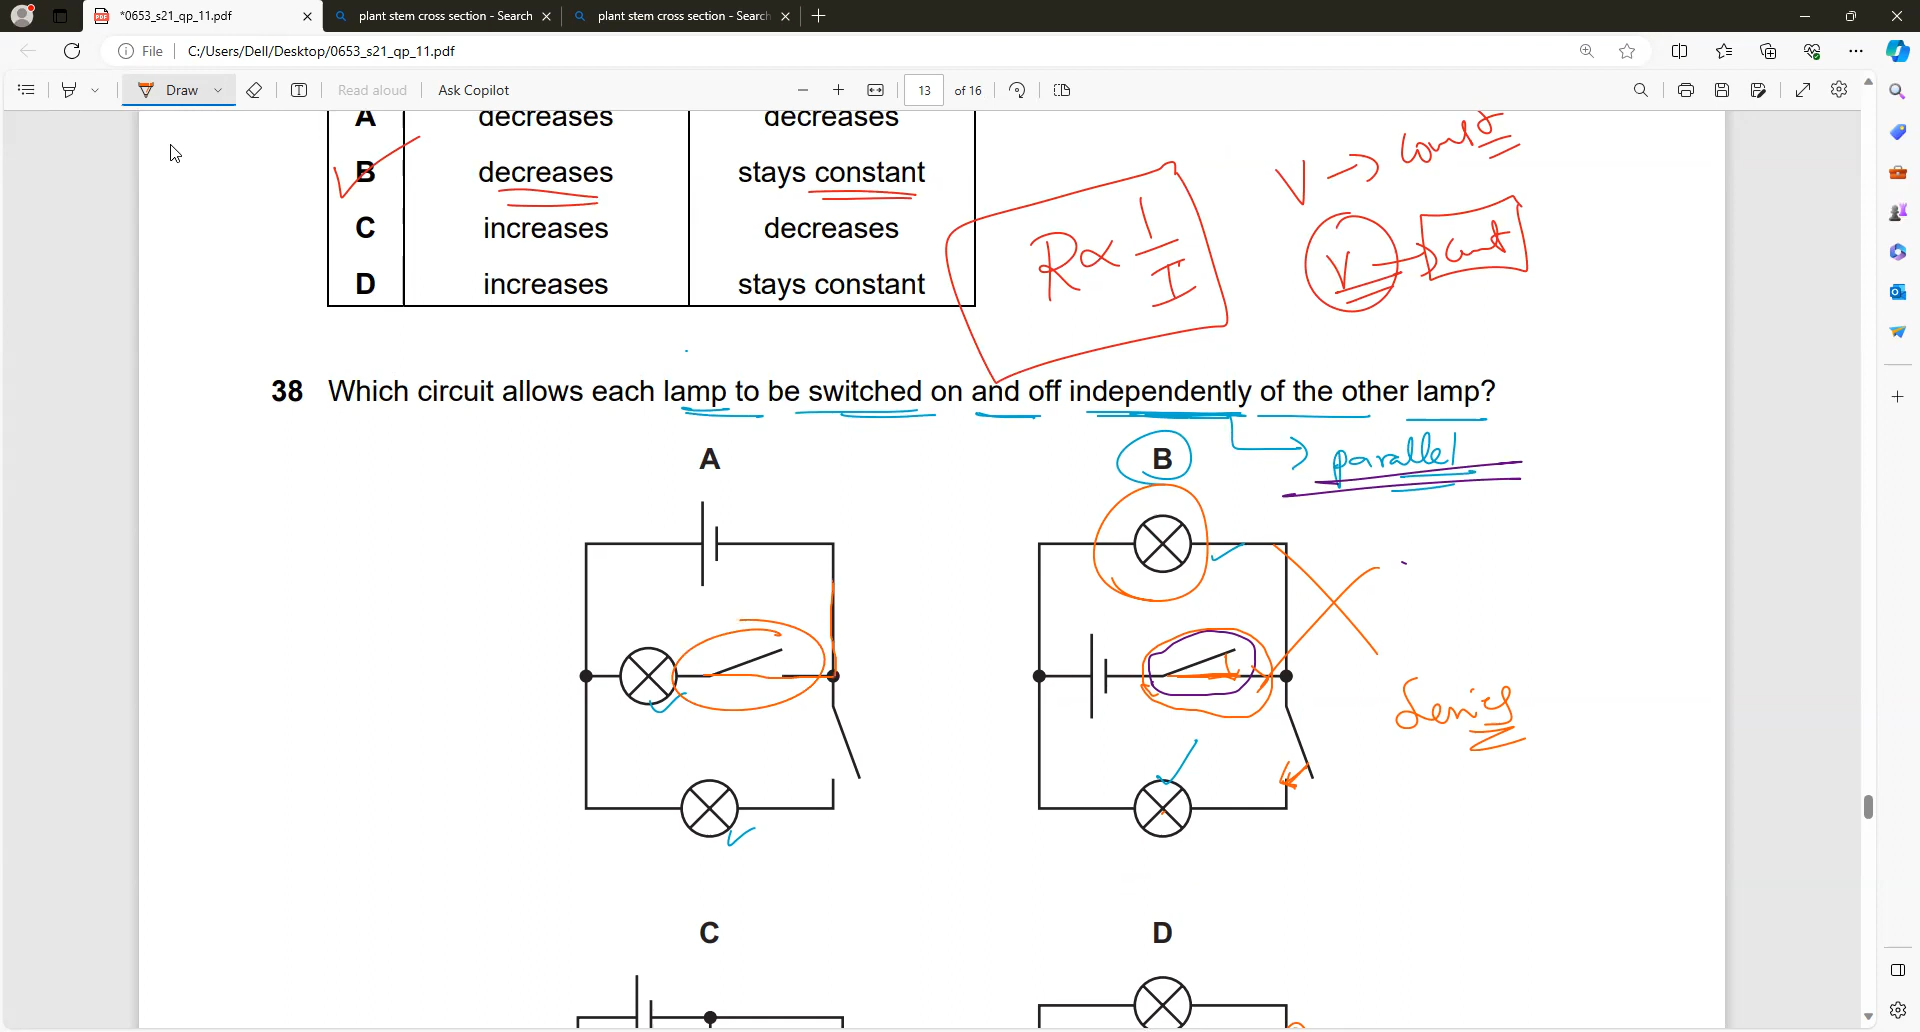 *0653_s21_qp_11.pdf
plant stem cross section - Search
plant stem cross section - Search
File
C:/Users/Dell/Desktop/0653_s21_qp_11.pdf
Draw
Read aloud
Ask Copilot
13 of 16
A decreases decreases
B decreases stays constant
C increases decreases
D increases stays constant
V → const
V → const
R ∝ 1/I
38 Which circuit allows each lamp to be switched on and off independently of the other lamp?
parallel
A B
Series
C D